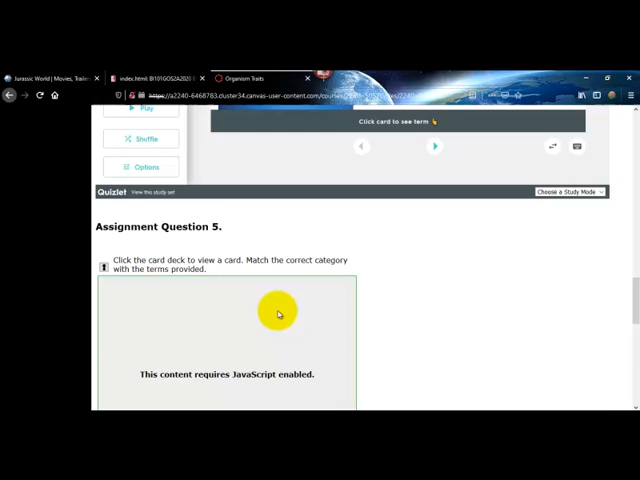 Jurassic World | Movies, Trailer
index.html: BI101GOS2A2020
Organism Traits
Play
Click card to see term
Shuffle
Options
Quizlet View this study set
Choose a Study Mode
Assignment Question 5.
Click the card deck to view a card. Match the correct category
with the terms provided.
This content requires JavaScript enabled.